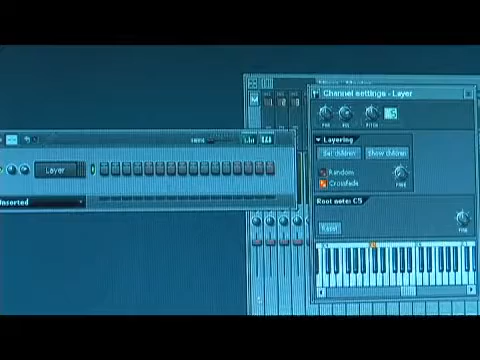 Channel settings - Layer
PAN VOL PITCH
Layering
Set children Show children
Random
Crossfade
Layer
Unsorted
Root note: C5
Reset
FINE